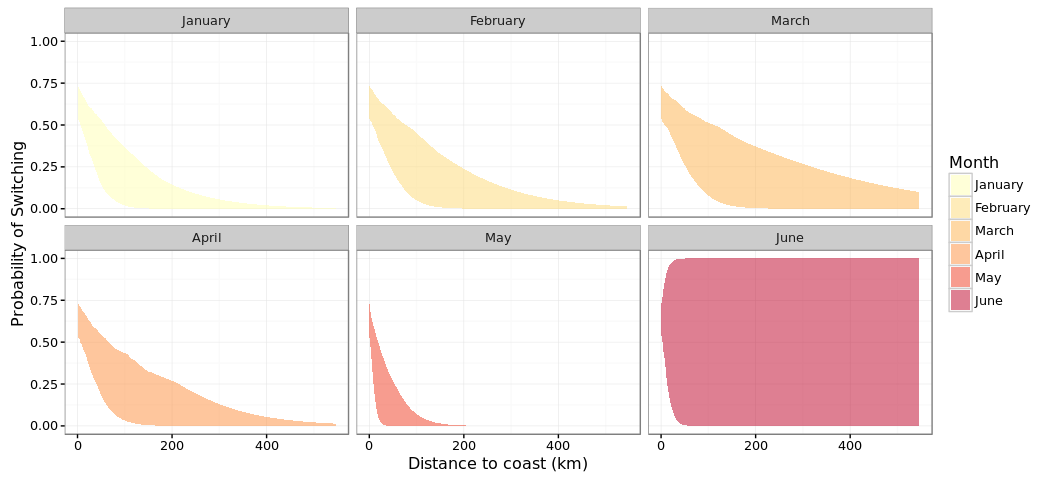 January
February
March
1.00
0.75
0.50
0.25
0.00
April
May
June
1.00
0.75
0.50
0.25
0.00
0
200
400
0
200
400
0
200
400
Distance to coast (km)
Probability of Switching
Month
January
February
March
April
May
June